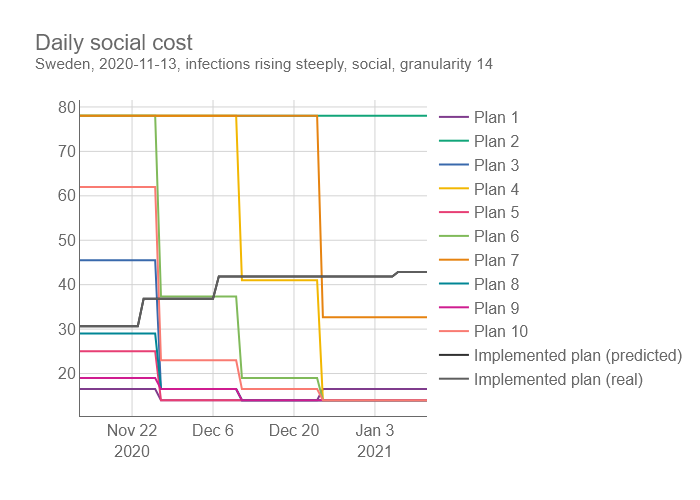 Daily social cost
Sweden, 2020-11-13, infections rising steeply, social, granularity 14
80
70
60
50
40
30
20
Nov 22
2020
Dec 6
Dec 20
Jan 3
2021
Plan 1
Plan 2
Plan 3
Plan 4
Plan 5
Plan 6
Plan 7
Plan 8
Plan 9
Plan 10
Implemented plan (predicted)
Implemented plan (real)